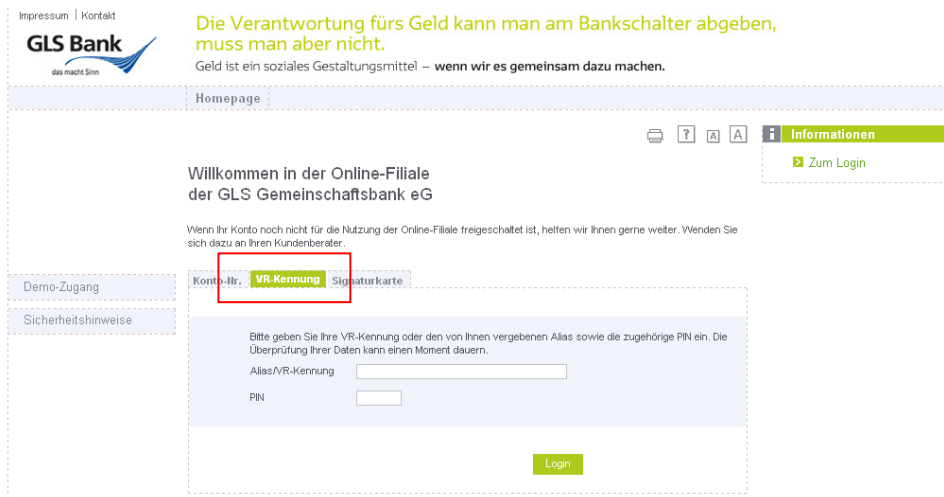 Impressum | Kontakt
GLS Bank
das macht Sinn
Die Verantwortung fürs Geld kann man am Bankschalter abgeben,
muss man aber nicht.
Geld ist ein soziales Gestaltungsmittel – wenn wir es gemeinsam dazu machen.
Homepage
? A A
i Informationen
Zum Login
Willkommen in der Online-Filiale
der GLS Gemeinschaftsbank eG
Wenn Ihr Konto noch nicht für die Nutzung der Online-Filiale freigeschaltet ist, helfen wir Ihnen gerne weiter. Wenden Sie
sich dazu an Ihren Kundenberater.
Demo-Zugang
Sicherheitshinweise
Konto-Nr. VR-Kennung Signaturkarte
Bitte geben Sie Ihre VR-Kennung oder den von Ihnen vergebenen Alias sowie die zugehörige PIN ein. Die
Überprüfung Ihrer Daten kann einen Moment dauern.
Alias/VR-Kennung
PIN
Login